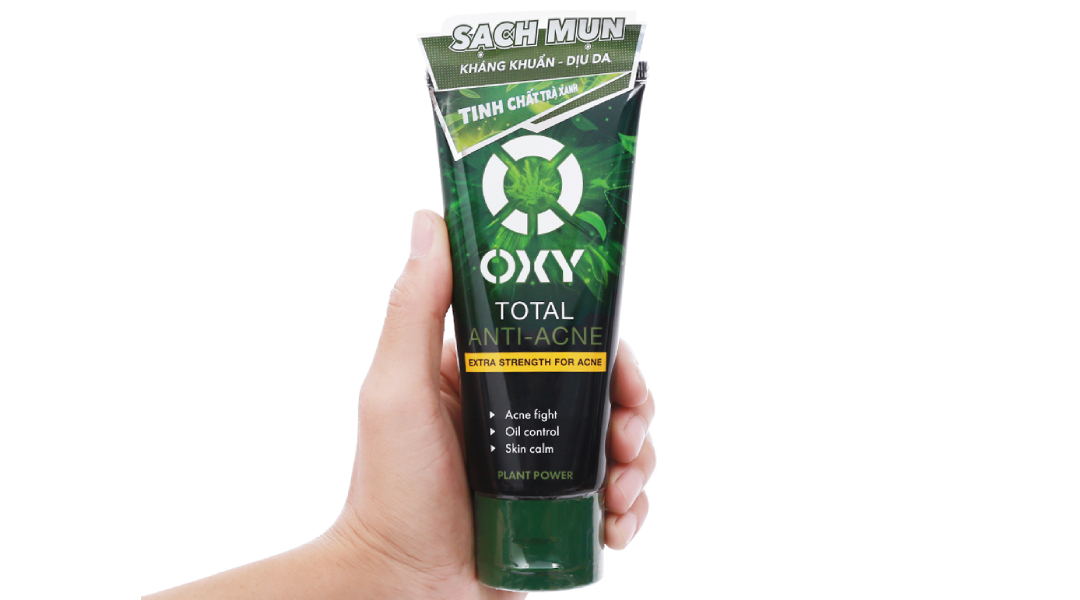 SẠCH MỤN
KHÁNG KHUẨN - DỊU DA
TINH CHẤT TRÀ XANH
OXY
TOTAL
ANTI-ACNE
EXTRA STRENGTH FOR ACNE
Acne fight
Oil control
Skin calm
PLANT POWER